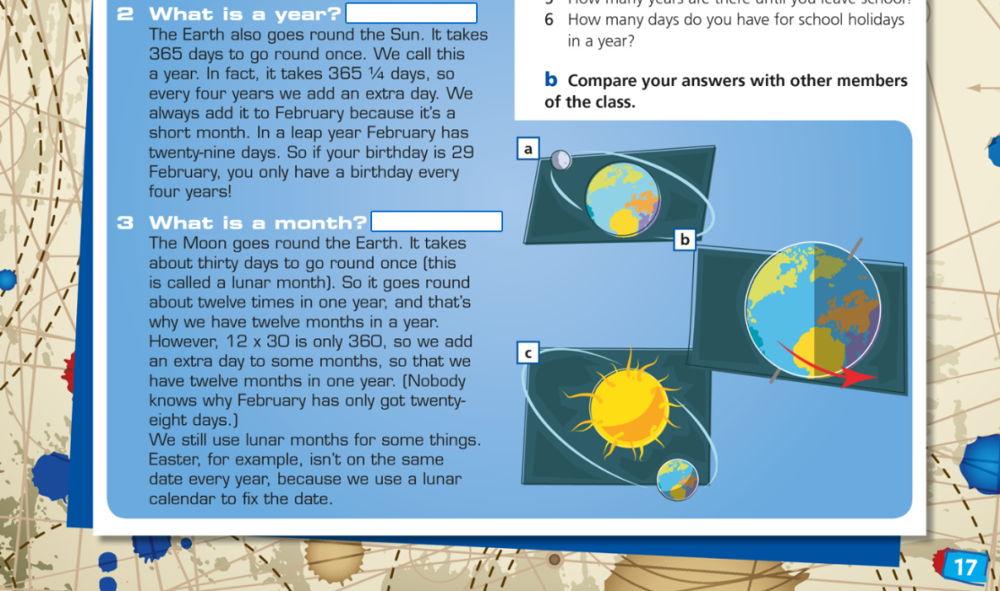 2 What is a year?
The Earth also goes round the Sun. It takes
365 days to go round once. We call this
a year. In fact, it takes 365 ¼ days, so
every four years we add an extra day. We
always add it to February because it's a
short month. In a leap year February has
twenty-nine days. So if your birthday is 29
February, you only have a birthday every
four years!
3 What is a month?
The Moon goes round the Earth. It takes
about thirty days to go round once (this
is called a lunar month). So it goes round
about twelve times in one year, and that's
why we have twelve months in a year.
However, 12 x 30 is only 360, so we add
an extra day to some months, so that we
have twelve months in one year. (Nobody
knows why February has only got twenty-
eight days.)
We still use lunar months for some things.
Easter, for example, isn't on the same
date every year, because we use a lunar
calendar to fix the date.
5 How many years are there until you leave school?
6 How many days do you have for school holidays
in a year?
b Compare your answers with other members
of the class.
a
b
c
17